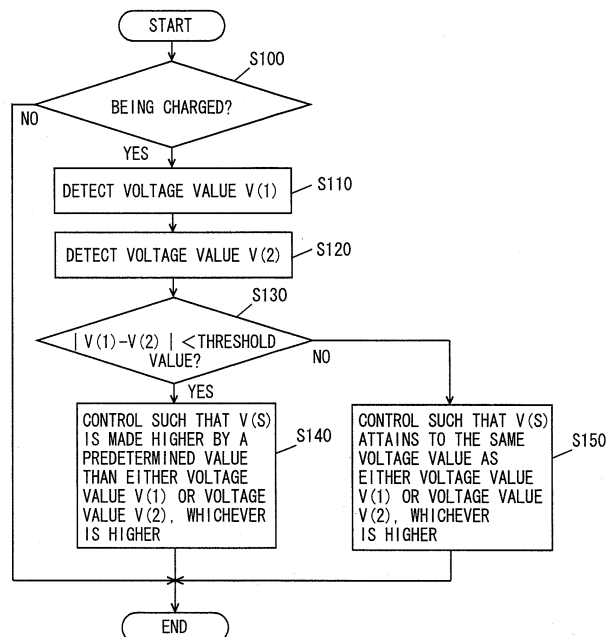 START
S100
BEING CHARGED?
NO
YES
DETECT VOLTAGE VALUE V(1)
S110
DETECT VOLTAGE VALUE V(2)
S120
S130
|V(1)-V(2)|<THRESHOLD
VALUE?
NO
YES
CONTROL SUCH THAT V(S)
IS MADE HIGHER BY A
PREDETERMINED VALUE
THAN EITHER VOLTAGE
VALUE V(1) OR VOLTAGE
VALUE V(2), WHICHEVER
IS HIGHER
S140
CONTROL SUCH THAT V(S)
ATTAINS TO THE SAME
VOLTAGE VALUE AS
EITHER VOLTAGE VALUE
V(1) OR VOLTAGE VALUE
V(2), WHICHEVER
IS HIGHER
S150
END